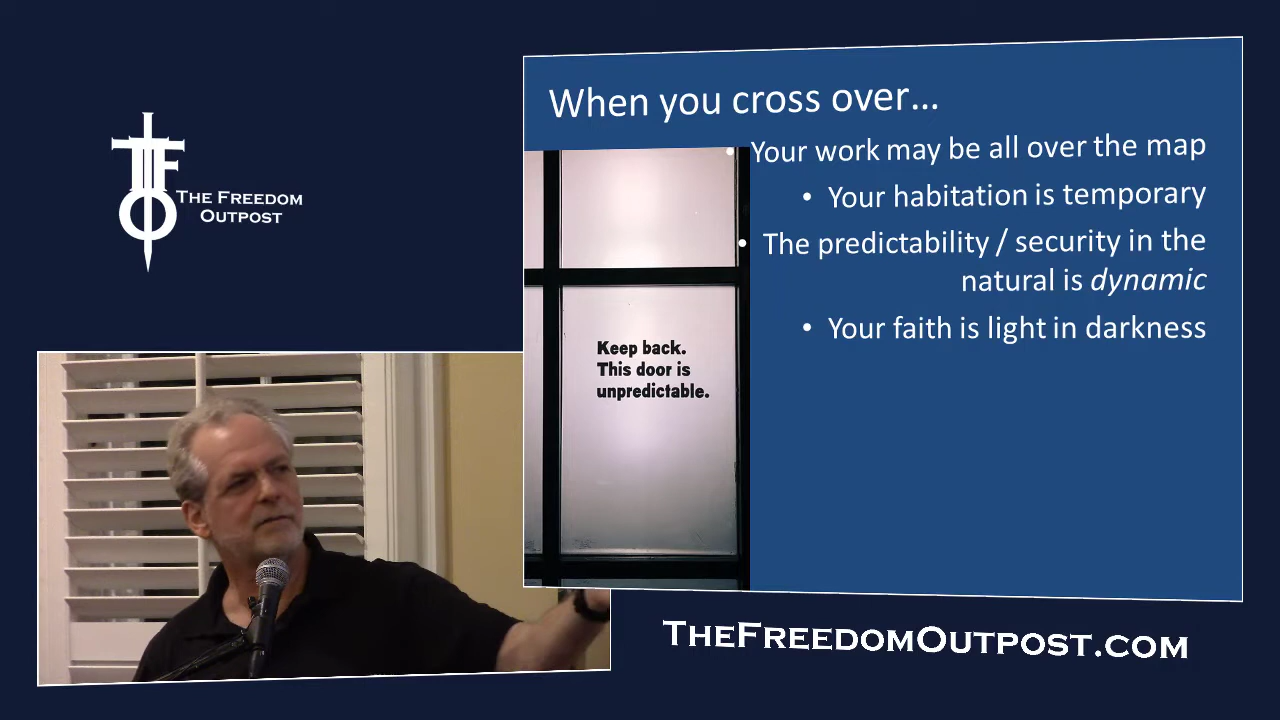 TFO
THE FREEDOM
OUTPOST
When you cross over...
• Your work may be all over the map
• Your habitation is temporary
• The predictability / security in the
natural is dynamic
• Your faith is light in darkness
Keep back.
This door is
unpredictable.
THEFREEDOMOUTPOST.COM